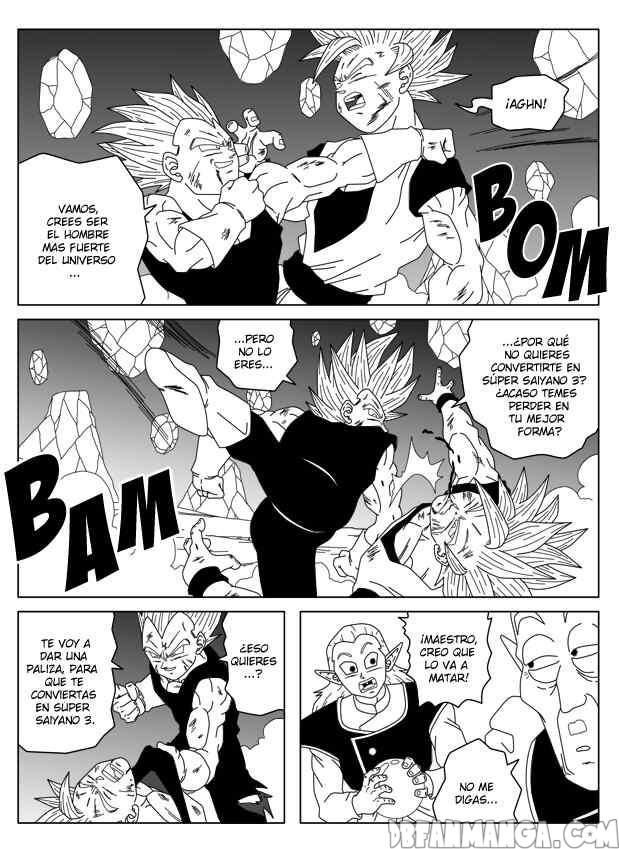 ¡AGHN!
VAMOS,
CREES SER
EL HOMBRE
MAS FUERTE
DEL UNIVERSO
...
BOM
...PERO
NO LO
ERES...
...¿POR QUÉ
NO QUIERES
CONVERTIRTE EN
SÚPER SAIYANO 3?
¿ACASO TEMES
PERDER EN
TU MEJOR
FORMA?
BAM
TE VOY A
DAR UNA
PALIZA, PARA
QUE TE
CONVIERTAS
EN SÚPER
SAIYANO 3.
¿ESO
QUIERES
...?
¡MAESTRO,
CREO QUE
LO VA A
MATAR!
NO ME
DIGAS...
DBFANMANGA.COM